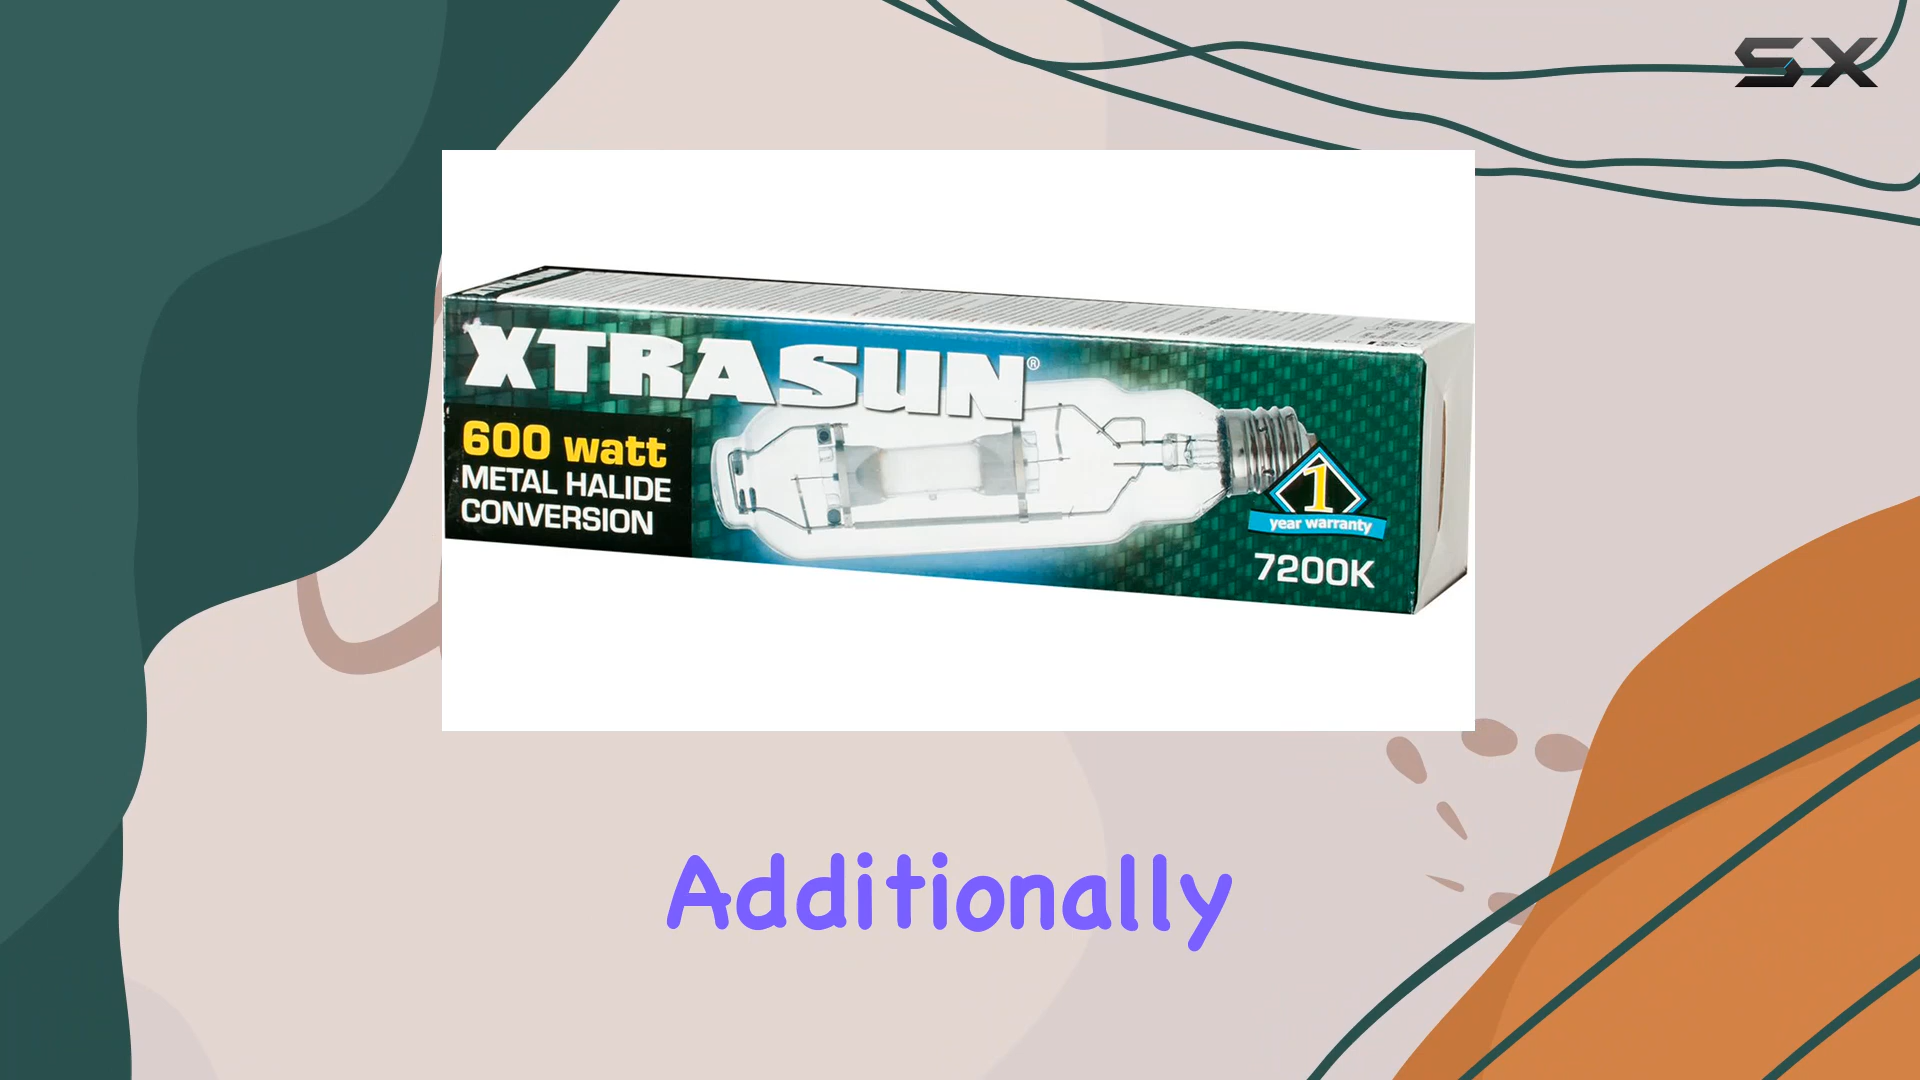 SX
XTRASUN®
600 watt
METAL HALIDE
CONVERSION
1
year warranty
7200K
Additionally